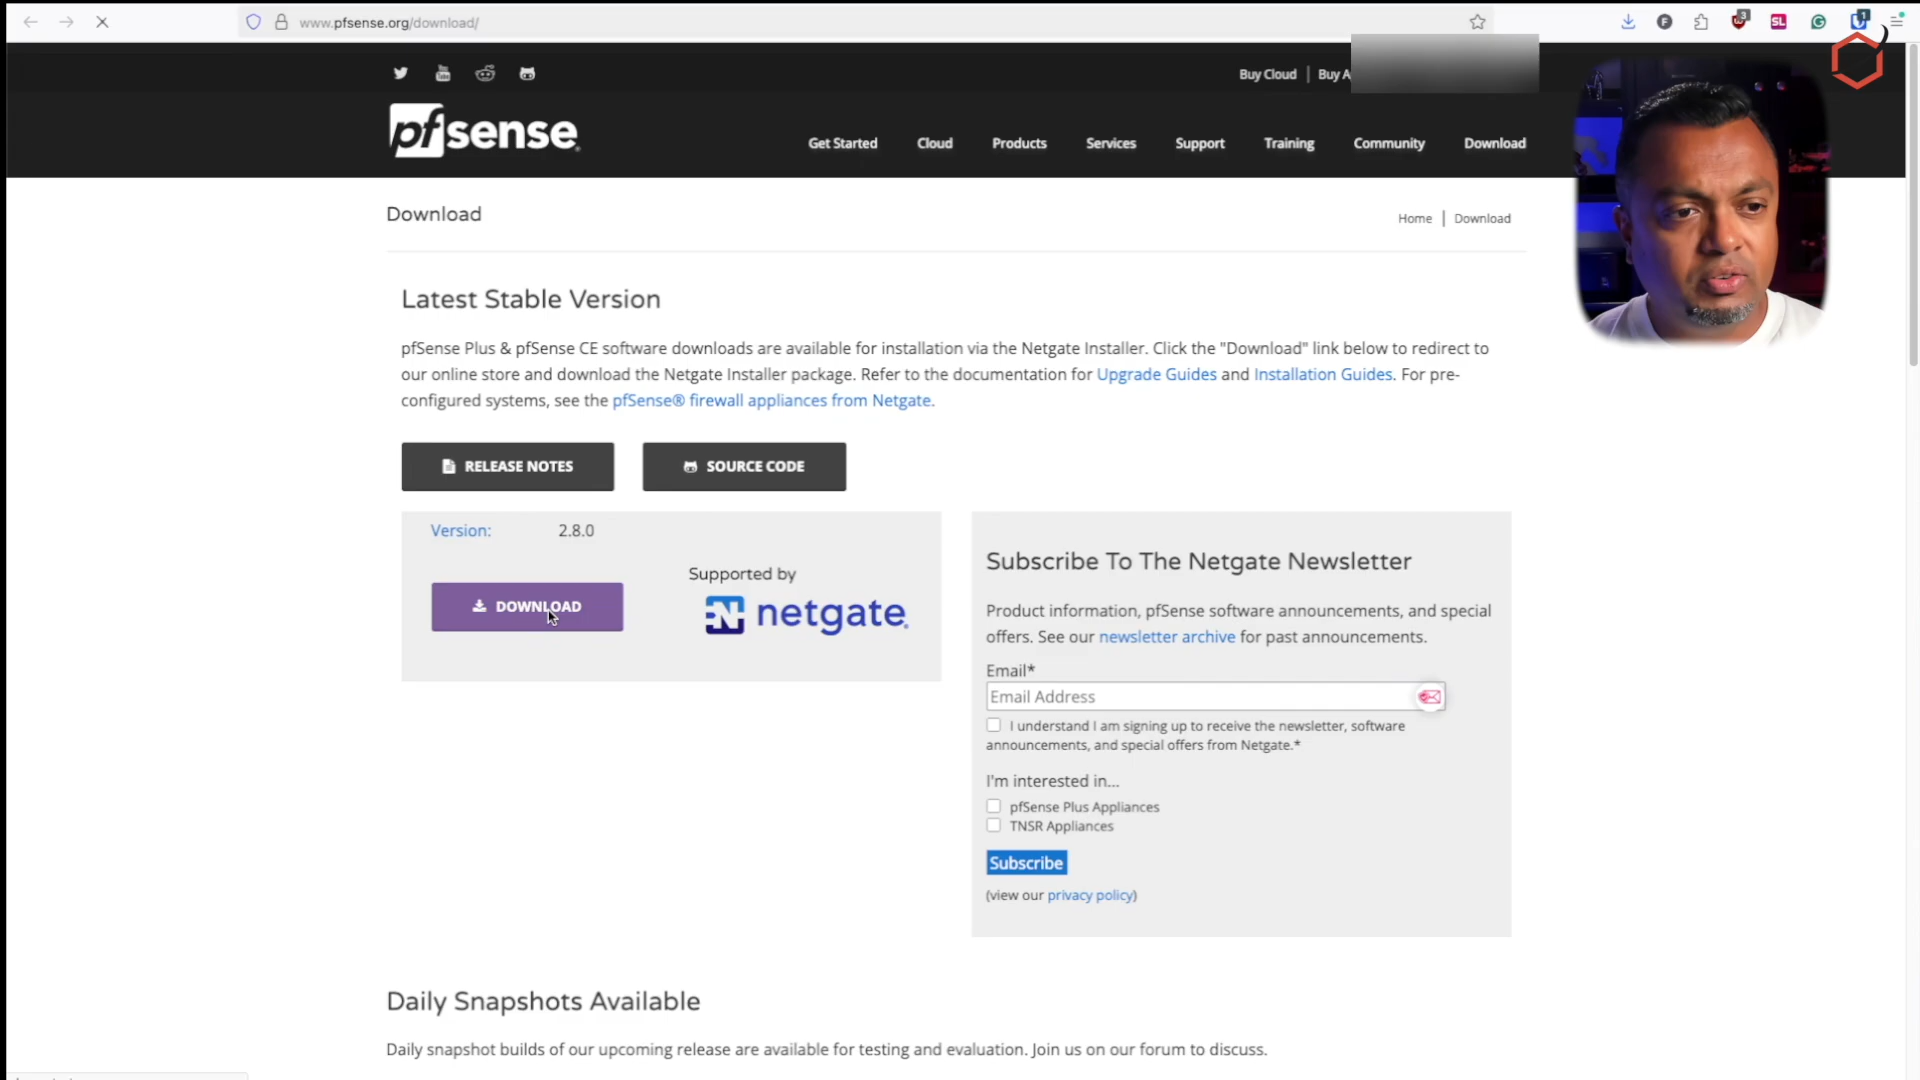 www.pfsense.org/download/
3
SL
1
Buy Cloud | Buy A
pfsense
Get Started
Cloud
Products
Services
Support
Training
Community
Download
Download
Home | Download
Latest Stable Version
pfSense Plus & pfSense CE software downloads are available for installation via the Netgate Installer. Click the "Download" link below to redirect to
our online store and download the Netgate Installer package. Refer to the documentation for Upgrade Guides and Installation Guides. For pre-
configured systems, see the pfSense® firewall appliances from Netgate.
RELEASE NOTES
SOURCE CODE
Version: 2.8.0
DOWNLOAD
Supported by
netgate
Subscribe To The Netgate Newsletter
Product information, pfSense software announcements, and special
offers. See our newsletter archive for past announcements.
Email*
Email Address
I understand I am signing up to receive the newsletter, software
announcements, and special offers from Netgate.*
I'm interested in...
pfSense Plus Appliances
TNSR Appliances
Subscribe
(view our privacy policy)
Daily Snapshots Available
Daily snapshot builds of our upcoming release are available for testing and evaluation. Join us on our forum to discuss.